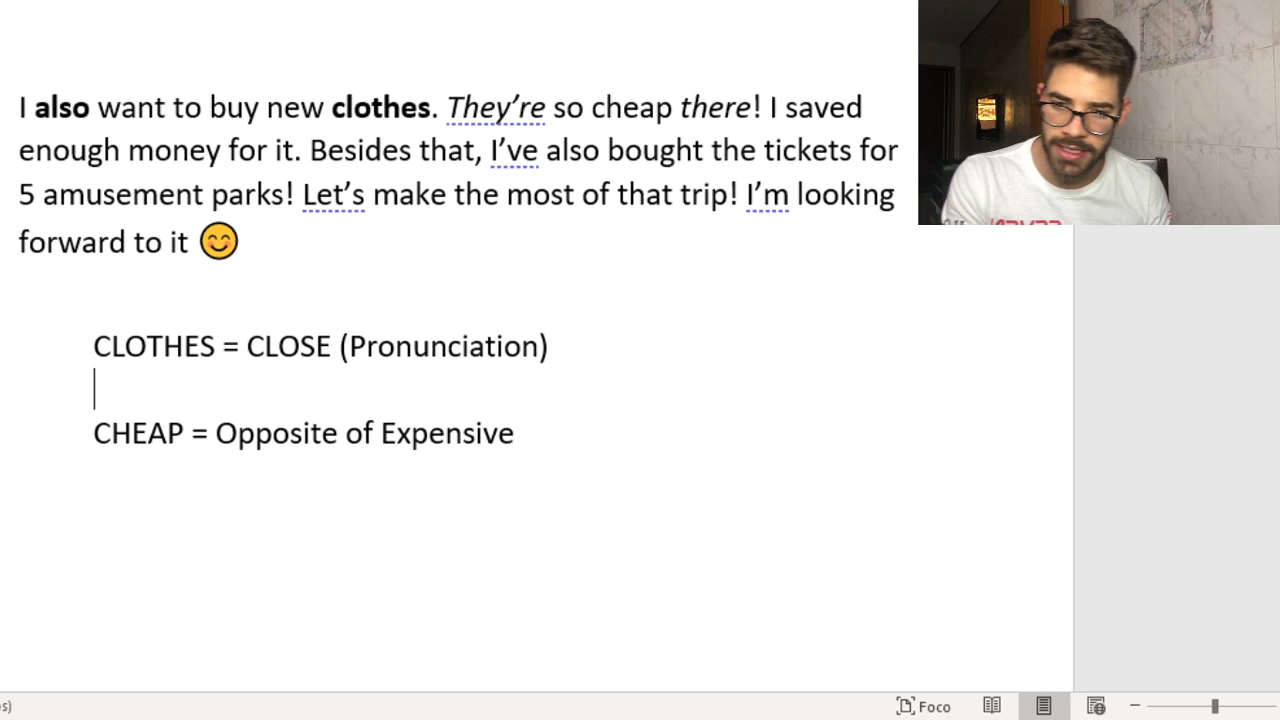 I also want to buy new clothes. They’re so cheap there! I saved
enough money for it. Besides that, I’ve also bought the tickets for
5 amusement parks! Let’s make the most of that trip! I’m looking
forward to it 😊
CLOTHES = CLOSE (Pronunciation)
CHEAP = Opposite of Expensive
Foco